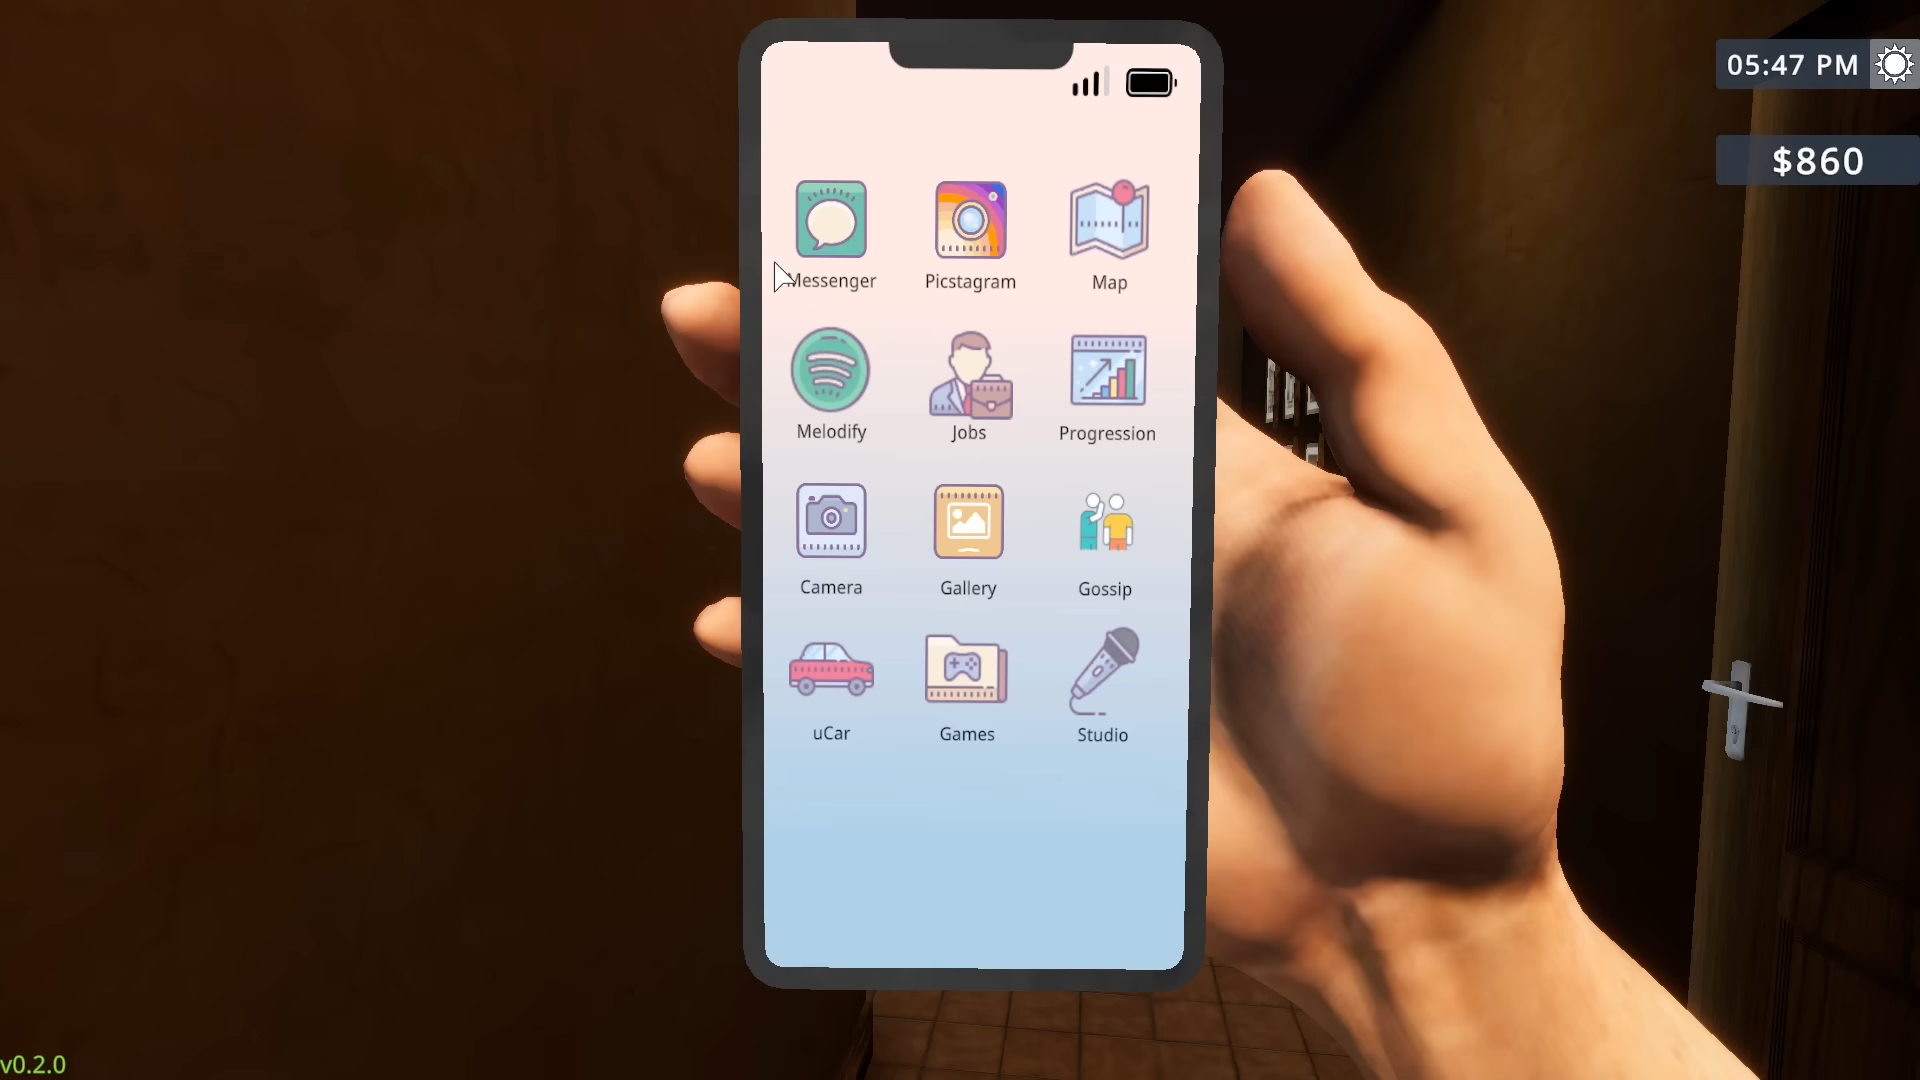 05:47 PM
$860
Messenger
Picstagram
Map
Melodify
Jobs
Progression
Camera
Gallery
Gossip
uCar
Games
Studio
v0.2.0